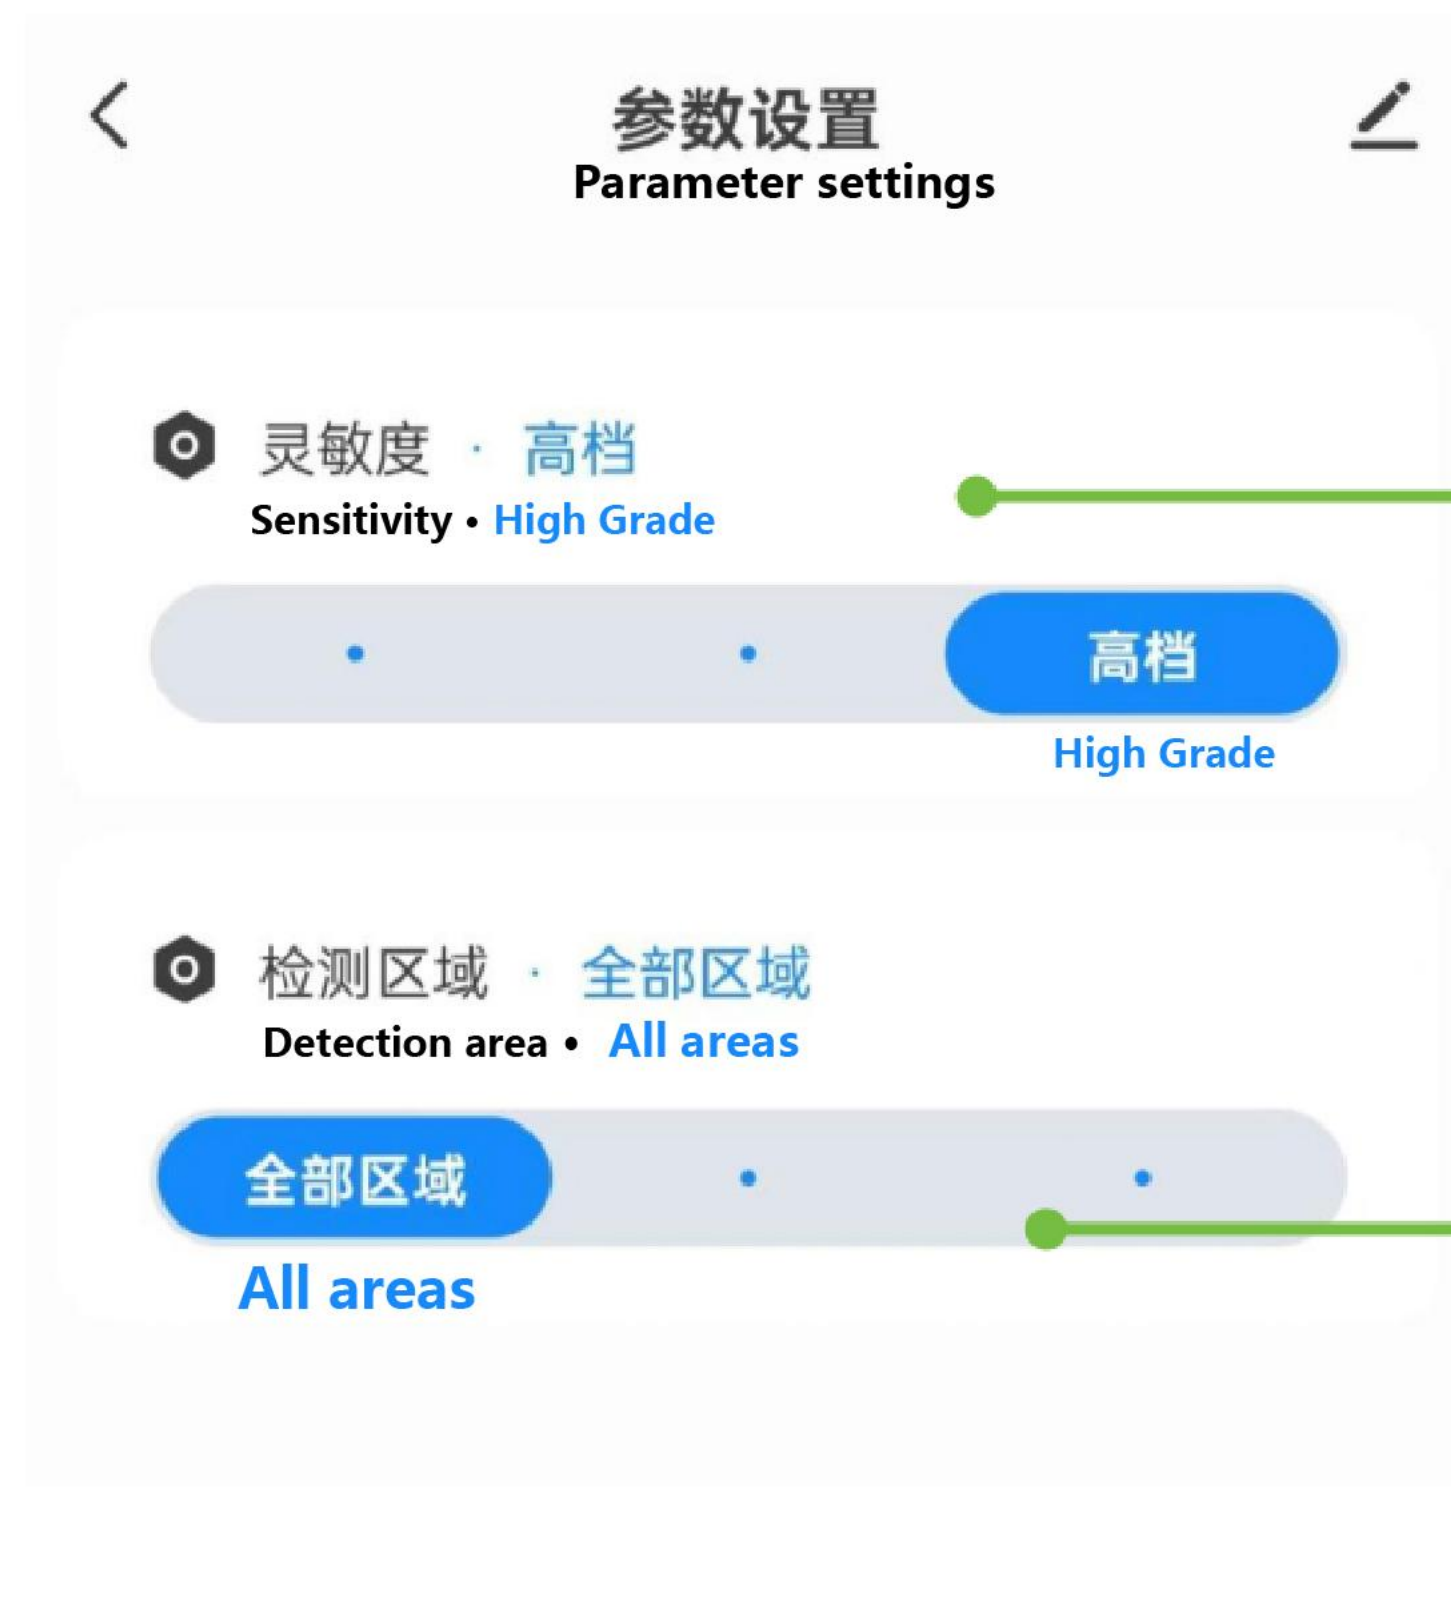 参数设置
Parameter settings
灵敏度 · 高档
Sensitivity • High Grade
高档
High Grade
检测区域 · 全部区域
Detection area • All areas
全部区域
All areas